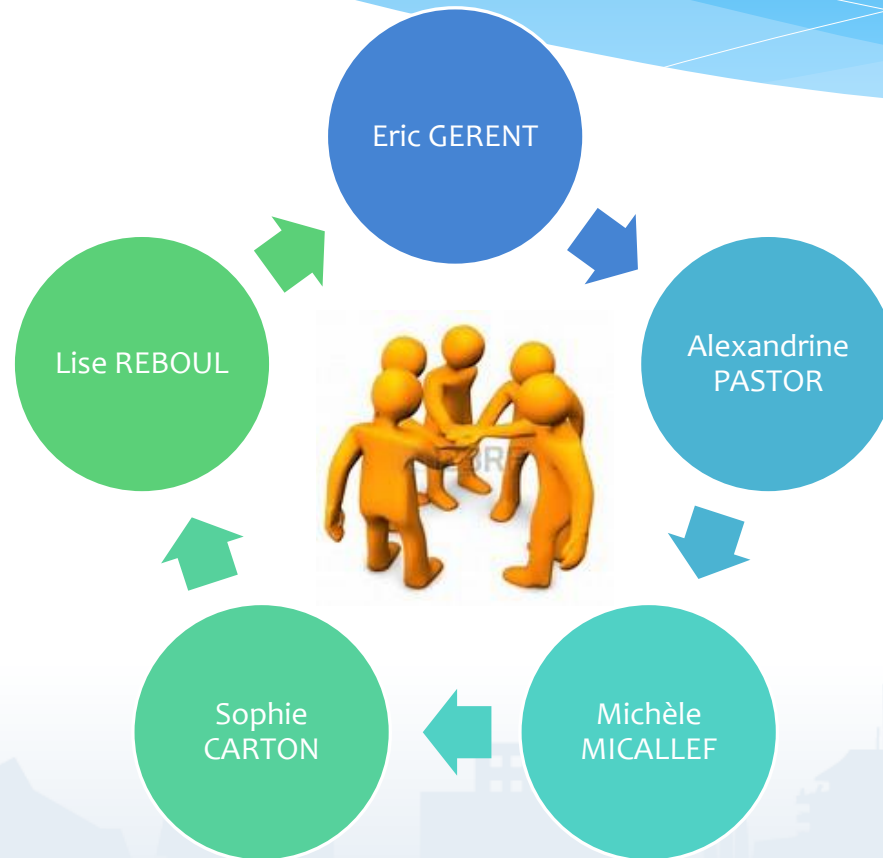 Eric GERENT
Alexandrine
PASTOR
Michèle
MICALLEF
Sophie
CARTON
Lise REBOUL